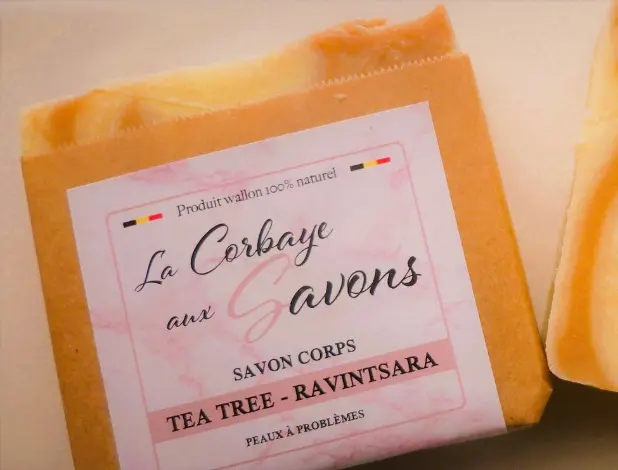 Produit wallon 100% naturel
La Corbaye
aux Savons
SAVON CORPS
TEA TREE - RAVINTSARA
PEAUX À PROBLÈMES